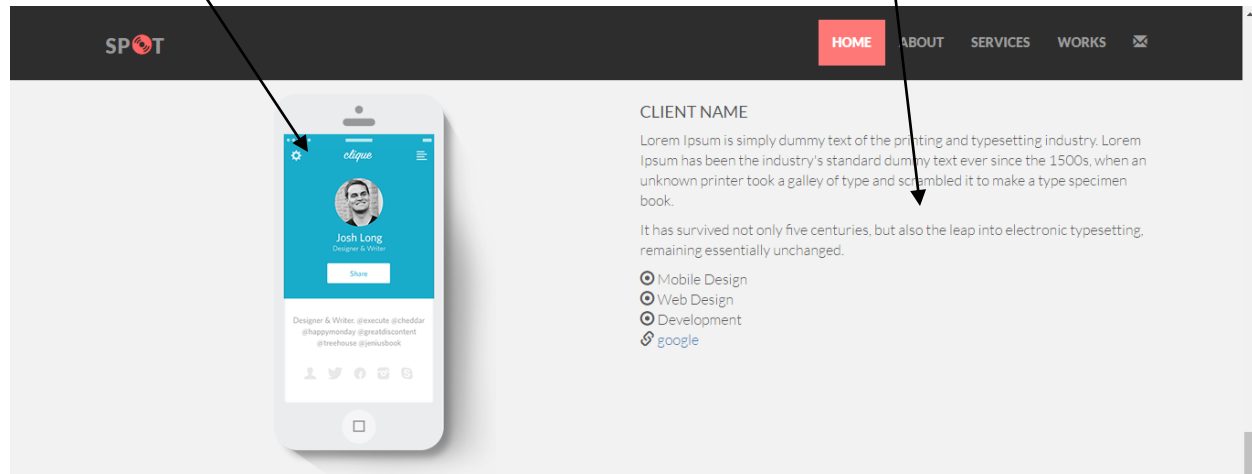 SPOT
HOME ABOUT SERVICES WORKS
clique
Josh Long
Designer & Writer
Share
Designer & Writer. @execute @cheddar
@happymonday @greatdiscontent
@treehouse @jeniusbook
CLIENT NAME
Lorem Ipsum is simply dummy text of the printing and typesetting industry. Lorem
Ipsum has been the industry's standard dummy text ever since the 1500s, when an
unknown printer took a galley of type and scrambled it to make a type specimen
book.
It has survived not only five centuries, but also the leap into electronic typesetting,
remaining essentially unchanged.
Mobile Design
Web Design
Development
google